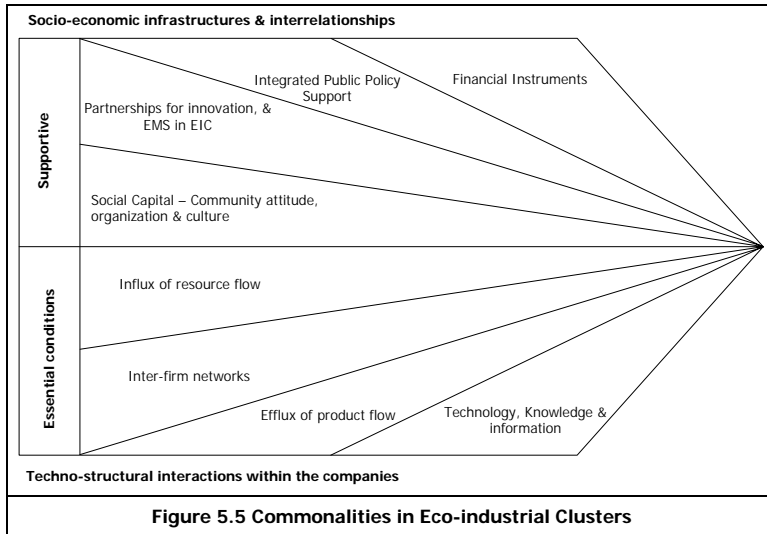 Socio-economic infrastructures & interrelationships
Supportive
Integrated Public Policy
Support
Financial Instruments
Partnerships for innovation, &
EMS in EIC
Social Capital – Community attitude,
organization & culture
Essential conditions
Influx of resource flow
Inter-firm networks
Efflux of product flow
Technology, Knowledge &
information
Techno-structural interactions within the companies
Figure 5.5 Commonalities in Eco-industrial Clusters